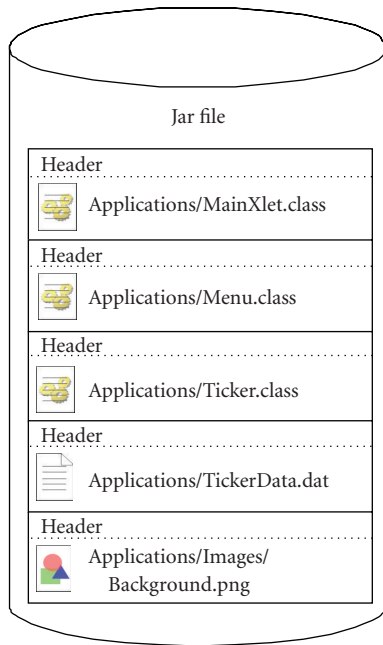 Jar file
Header
Applications/MainXlet.class
Header
Applications/Menu.class
Header
Applications/Ticker.class
Header
Applications/TickerData.dat
Header
Applications/Images/
Background.png